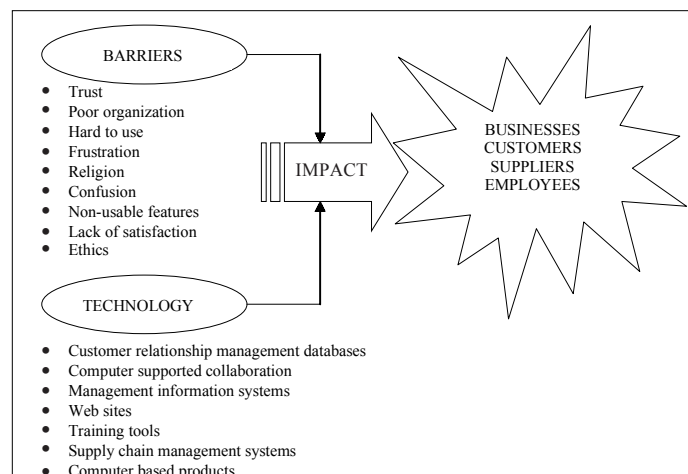 BARRIERS
• Trust
• Poor organization
• Hard to use
• Frustration
• Religion
• Confusion
• Non-usable features
• Lack of satisfaction
• Ethics
IMPACT
BUSINESSES
CUSTOMERS
SUPPLIERS
EMPLOYEES
TECHNOLOGY
• Customer relationship management databases
• Computer supported collaboration
• Management information systems
• Web sites
• Training tools
• Supply chain management systems
• Computer based products